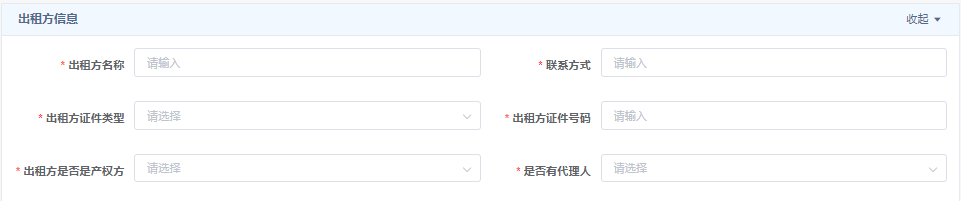 出租方信息 收起
* 出租方名称 请输入 * 联系方式 请输入
* 出租方证件类型 请选择 * 出租方证件号码 请输入
* 出租方是否是产权方 请选择 * 是否有代理人 请选择